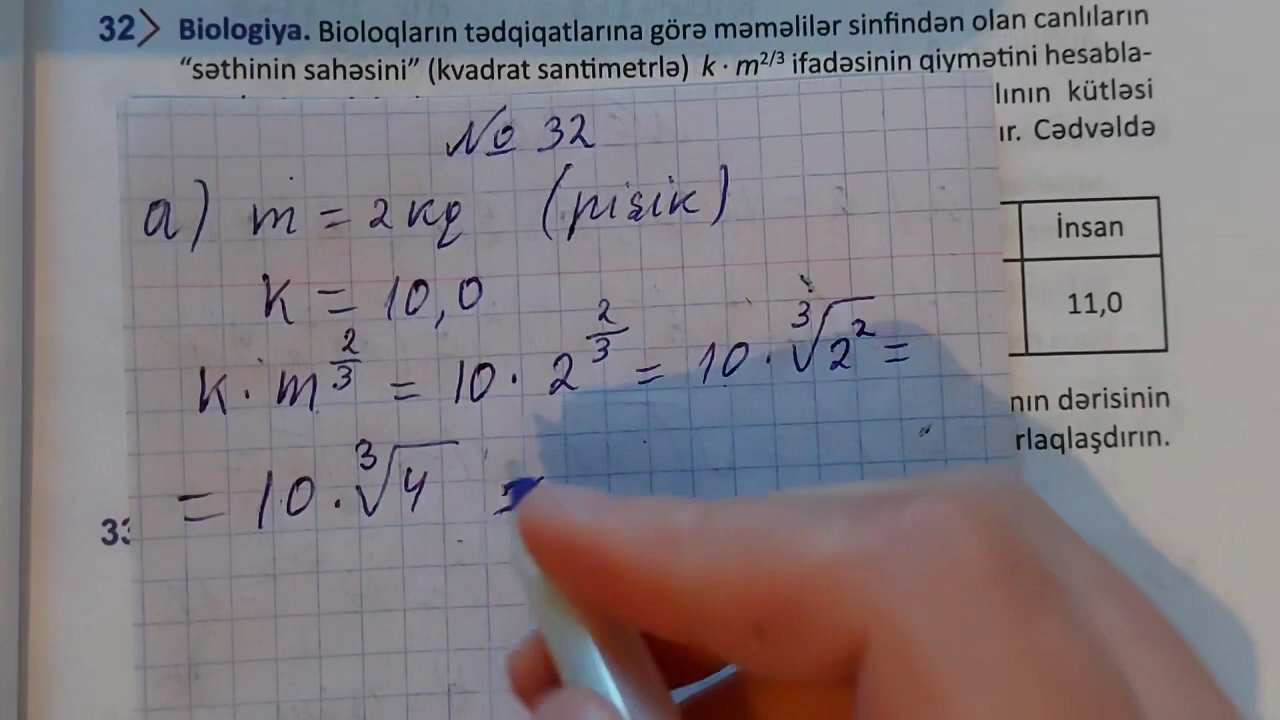 32> Biologiya. Bioloqların tədqiqatlarına görə məməlilər sinfindən olan canlıların
“səthinin sahəsini” (kvadrat santimetrlə) k · m^2/3 ifadəsinin qiymətini hesabla-
lının kütləsi
ır. Cədvəldə
№ 32
a) m = 2 kq (pişik)
İnsan
k = 10,0
11,0
k · m^2/3 = 10 · 2^2/3 = 10 · ∛2² =
nın dərisinin
rlaqlaşdırın.
= 10 · ∛4 =
33